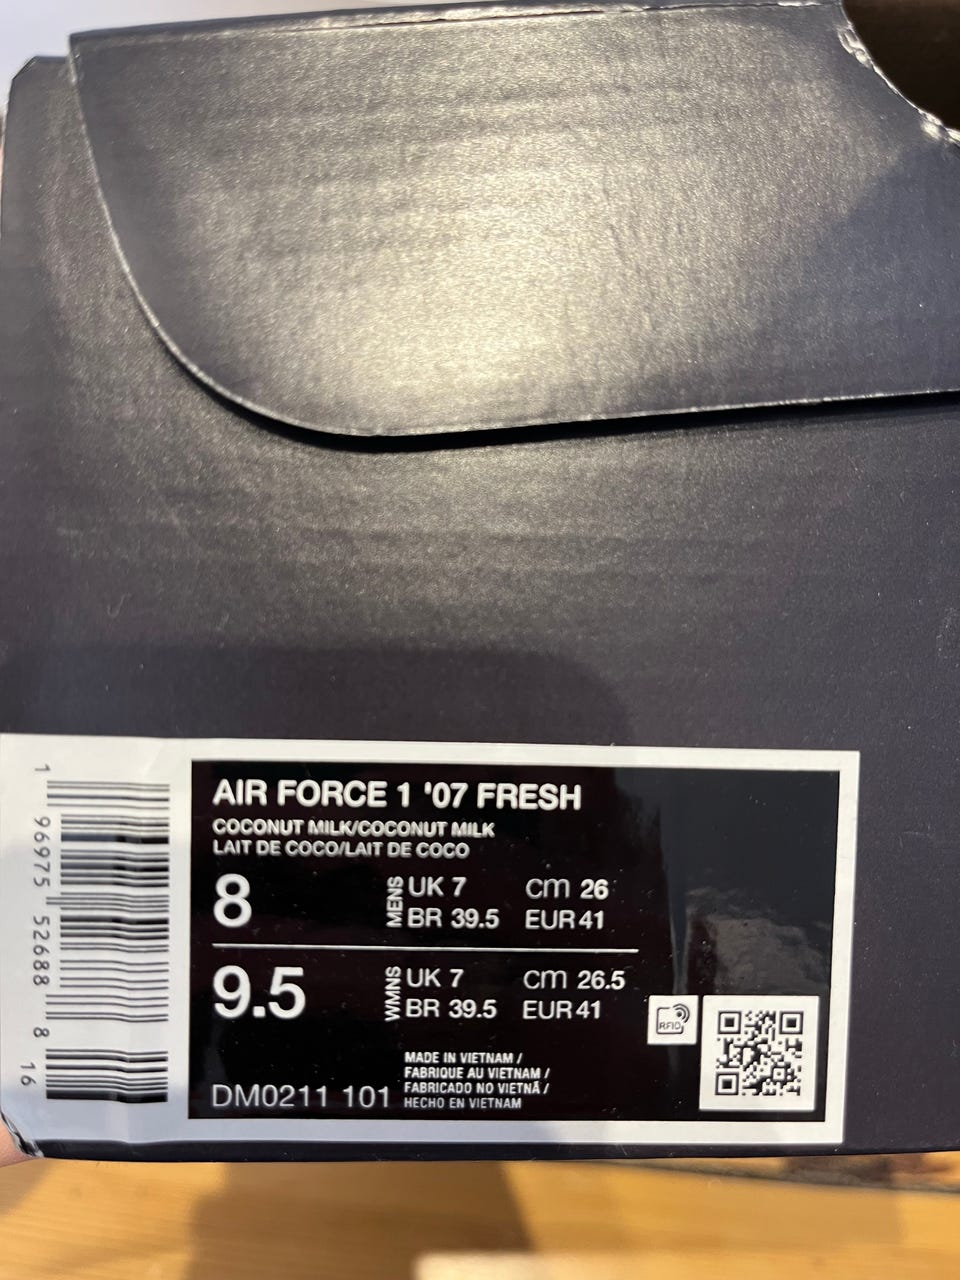 AIR FORCE 1 '07 FRESH
COCONUT MILK/COCONUT MILK
LAIT DE COCO/LAIT DE COCO
8 MENS UK 7 cm 26
BR 39.5 EUR 41
9.5 WMNS UK 7 cm 26.5
BR 39.5 EUR 41
RFID
MADE IN VIETNAM /
FABRIQUE AU VIETNAM /
FABRICADO NO VIETNÃ /
HECHO EN VIETNAM
DM0211 101
1 96975 52688 8 16